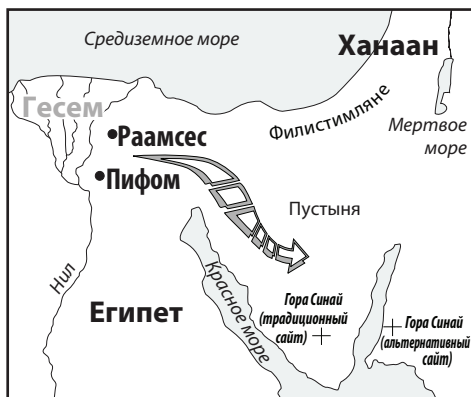 Средиземное море
Ханаан
Гесем
Раамсес
Филистимляне
Мертвое
море
Пифом
Пустыня
Нил
Египет
Красное море
Гора Синай
(традиционный
сайт)
Гора Синай
(альтернативный
сайт)